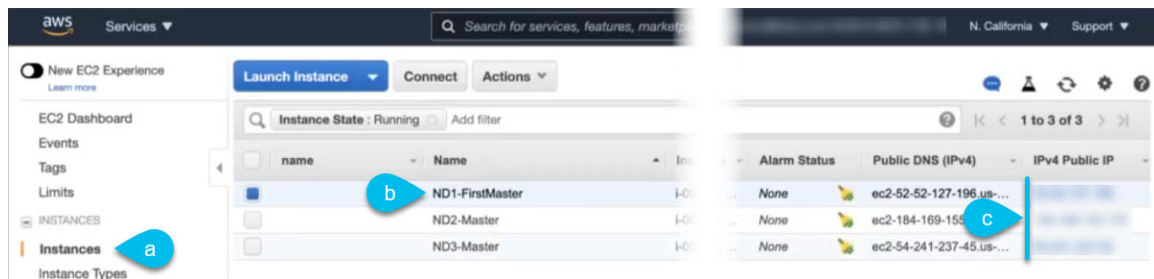 aws Services Search for services, features, marketpl N. California Support
New EC2 Experience
Learn more
Launch Instance Connect Actions
EC2 Dashboard
Instance State : Running Add filter 1 to 3 of 3
Events
Tags
name Name Ins Alarm Status Public DNS (IPv4) IPv4 Public IP
Limits
b ND1-FirstMaster None ec2-52-52-127-196.us-...
INSTANCES
ND2-Master None ec2-184-169-155 c
Instances a
ND3-Master None ec2-54-241-237-45.us-...
Instance Types